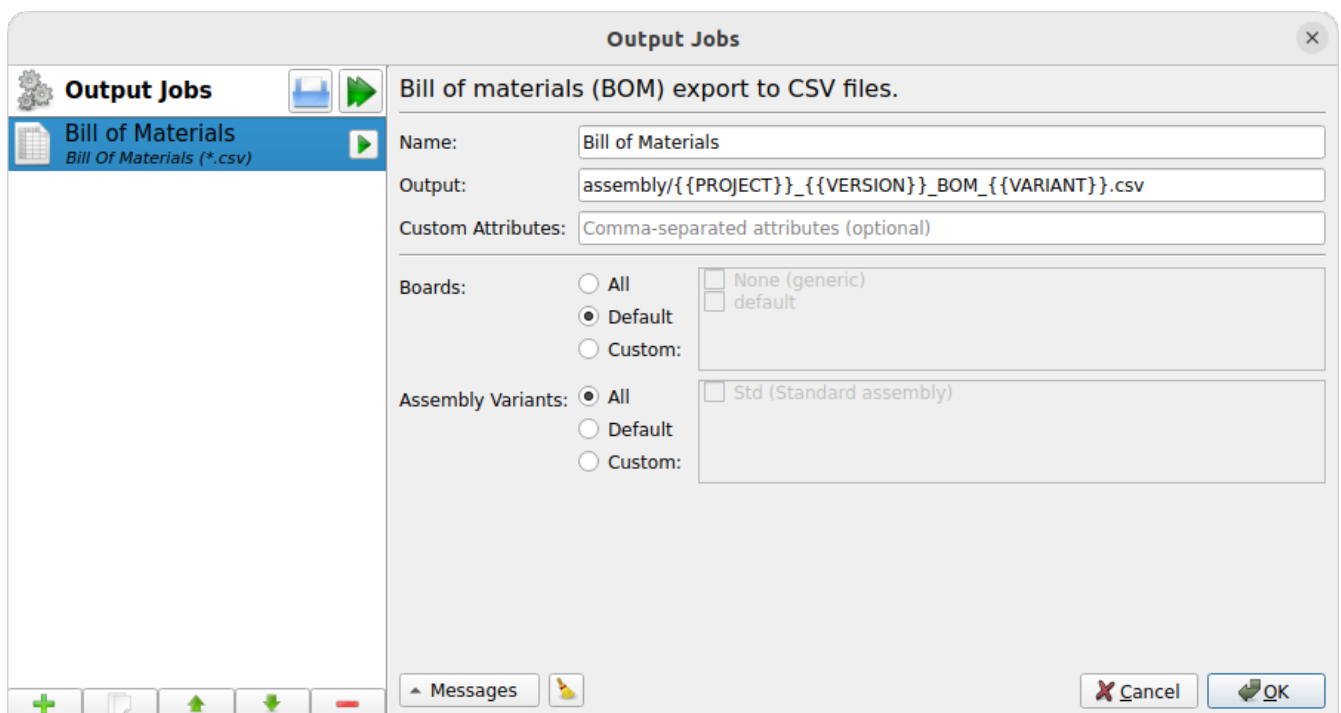 Output Jobs
Output Jobs
Bill of Materials
Bill Of Materials (*.csv)
Bill of materials (BOM) export to CSV files.
Name: Bill of Materials
Output: assembly/{{PROJECT}}_{{VERSION}}_BOM_{{VARIANT}}.csv
Custom Attributes: Comma-separated attributes (optional)
Boards:
All
Default
Custom:
None (generic)
default
Assembly Variants:
All
Default
Custom:
Std (Standard assembly)
Messages
Cancel
OK